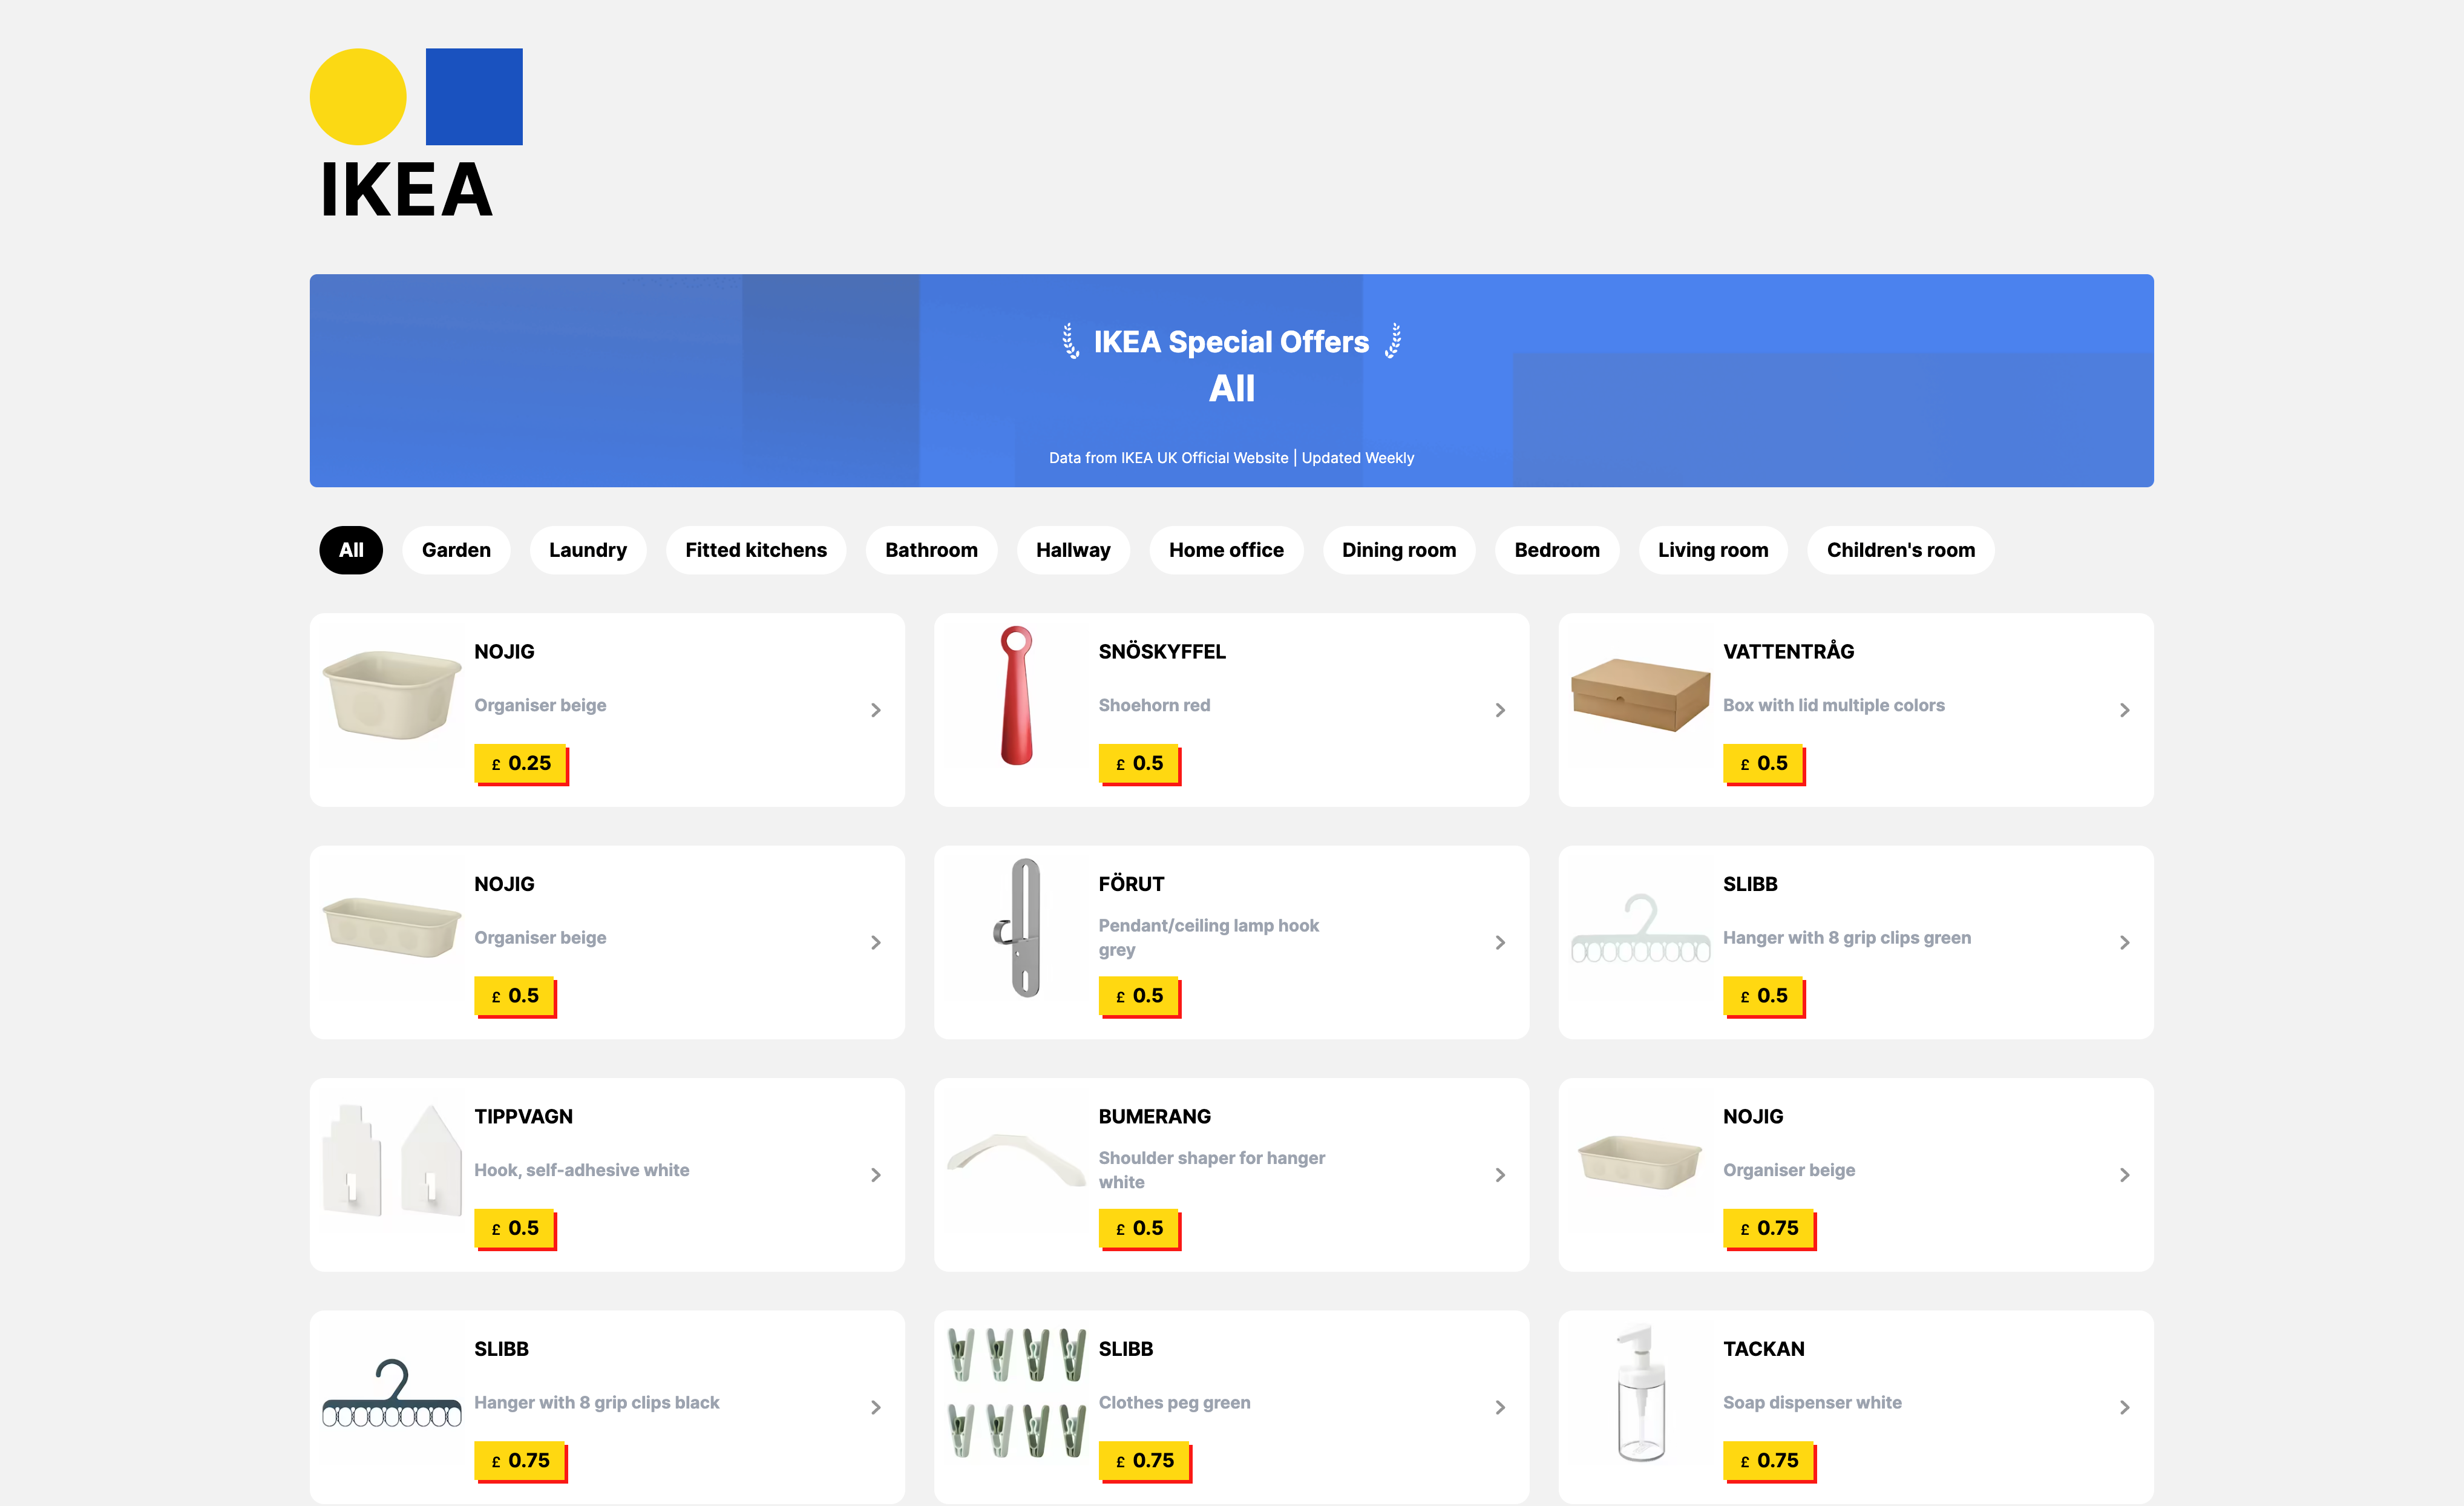 IKEA
IKEA Special Offers
All
Data from IKEA UK Official Website | Updated Weekly
All
Garden
Laundry
Fitted kitchens
Bathroom
Hallway
Home office
Dining room
Bedroom
Living room
Children's room
NOJIG
Organiser beige
£ 0.25
SNÖSKYFFEL
Shoehorn red
£ 0.5
VATTENTRÅG
Box with lid multiple colors
£ 0.5
NOJIG
Organiser beige
£ 0.5
FÖRUT
Pendant/ceiling lamp hook
grey
£ 0.5
SLIBB
Hanger with 8 grip clips green
£ 0.5
TIPPVAGN
Hook, self-adhesive white
£ 0.5
BUMERANG
Shoulder shaper for hanger
white
£ 0.5
NOJIG
Organiser beige
£ 0.75
SLIBB
Hanger with 8 grip clips black
£ 0.75
SLIBB
Clothes peg green
£ 0.75
TACKAN
Soap dispenser white
£ 0.75